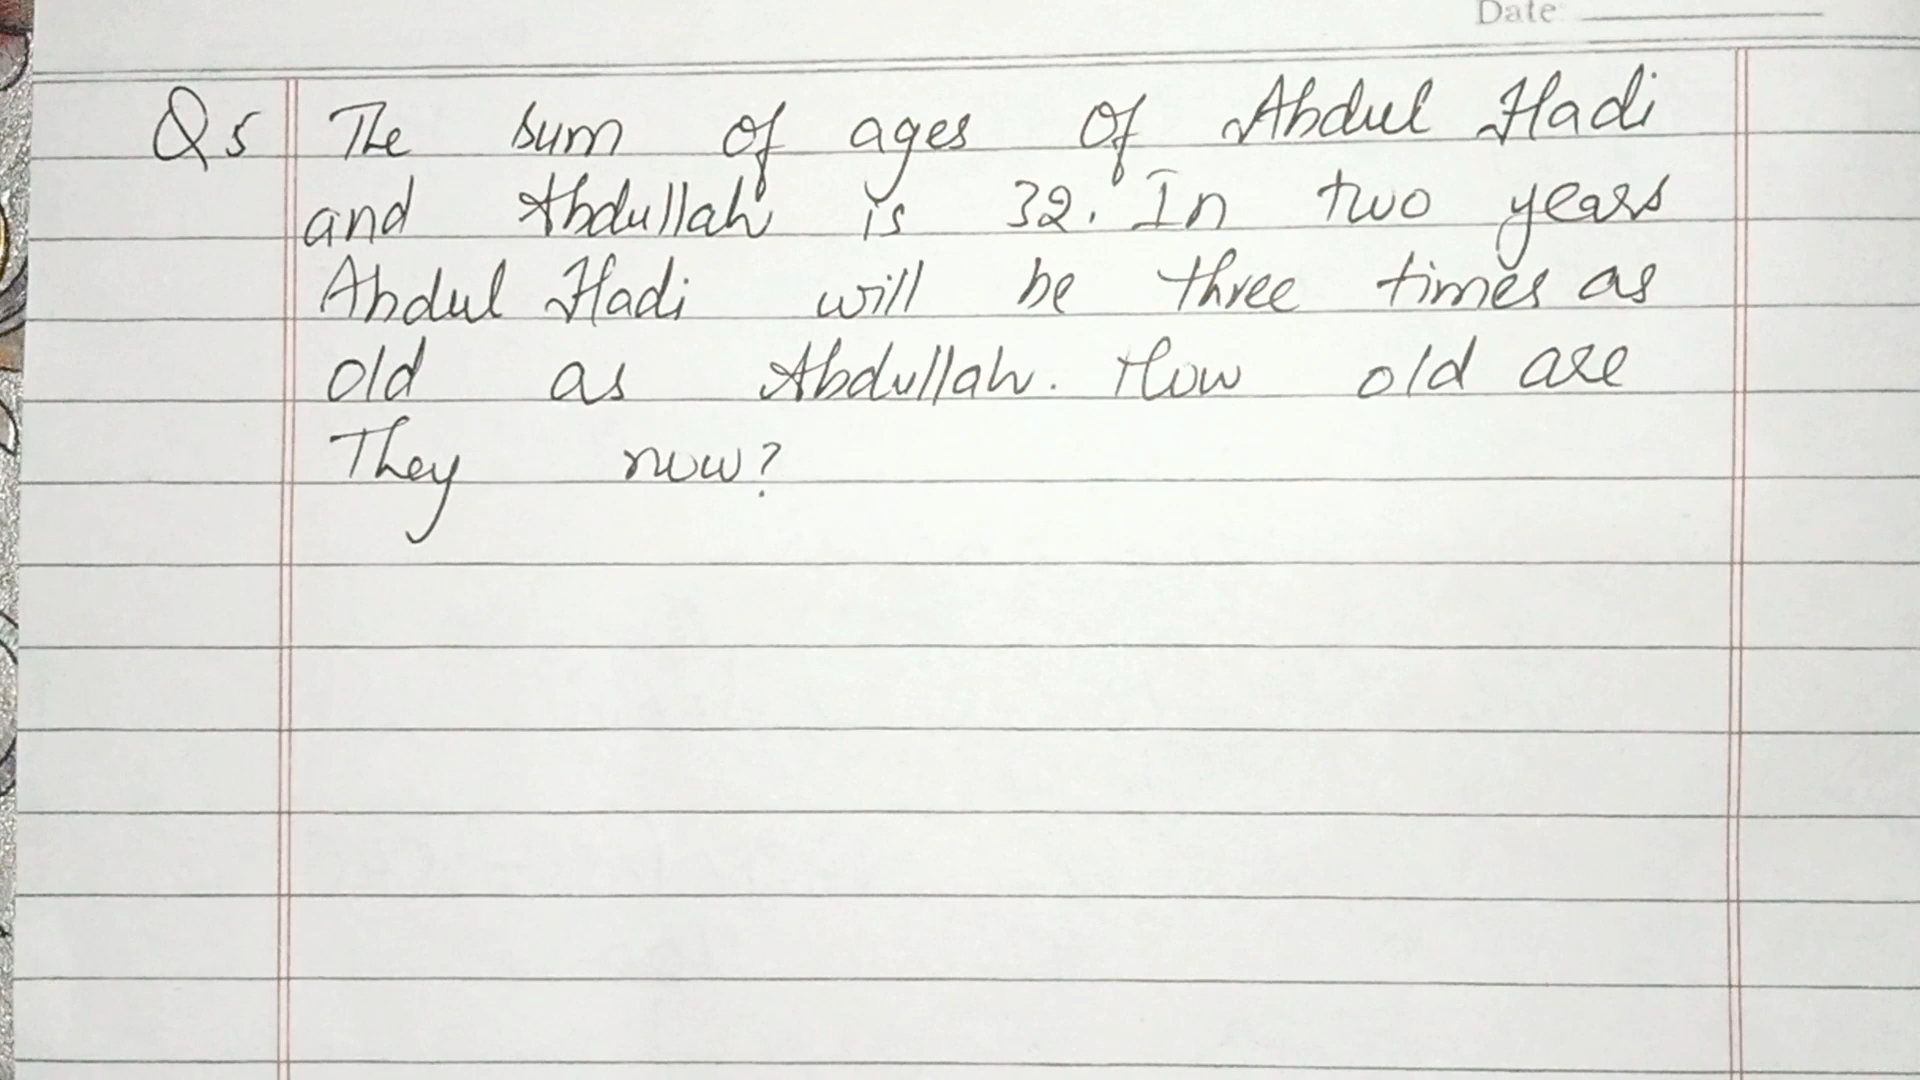 Date:
Q5 The sum of ages of Abdul Hadi
and Abdullah is 32. In two years
Abdul Hadi will be three times as
old as Abdullah. How old are
They now?